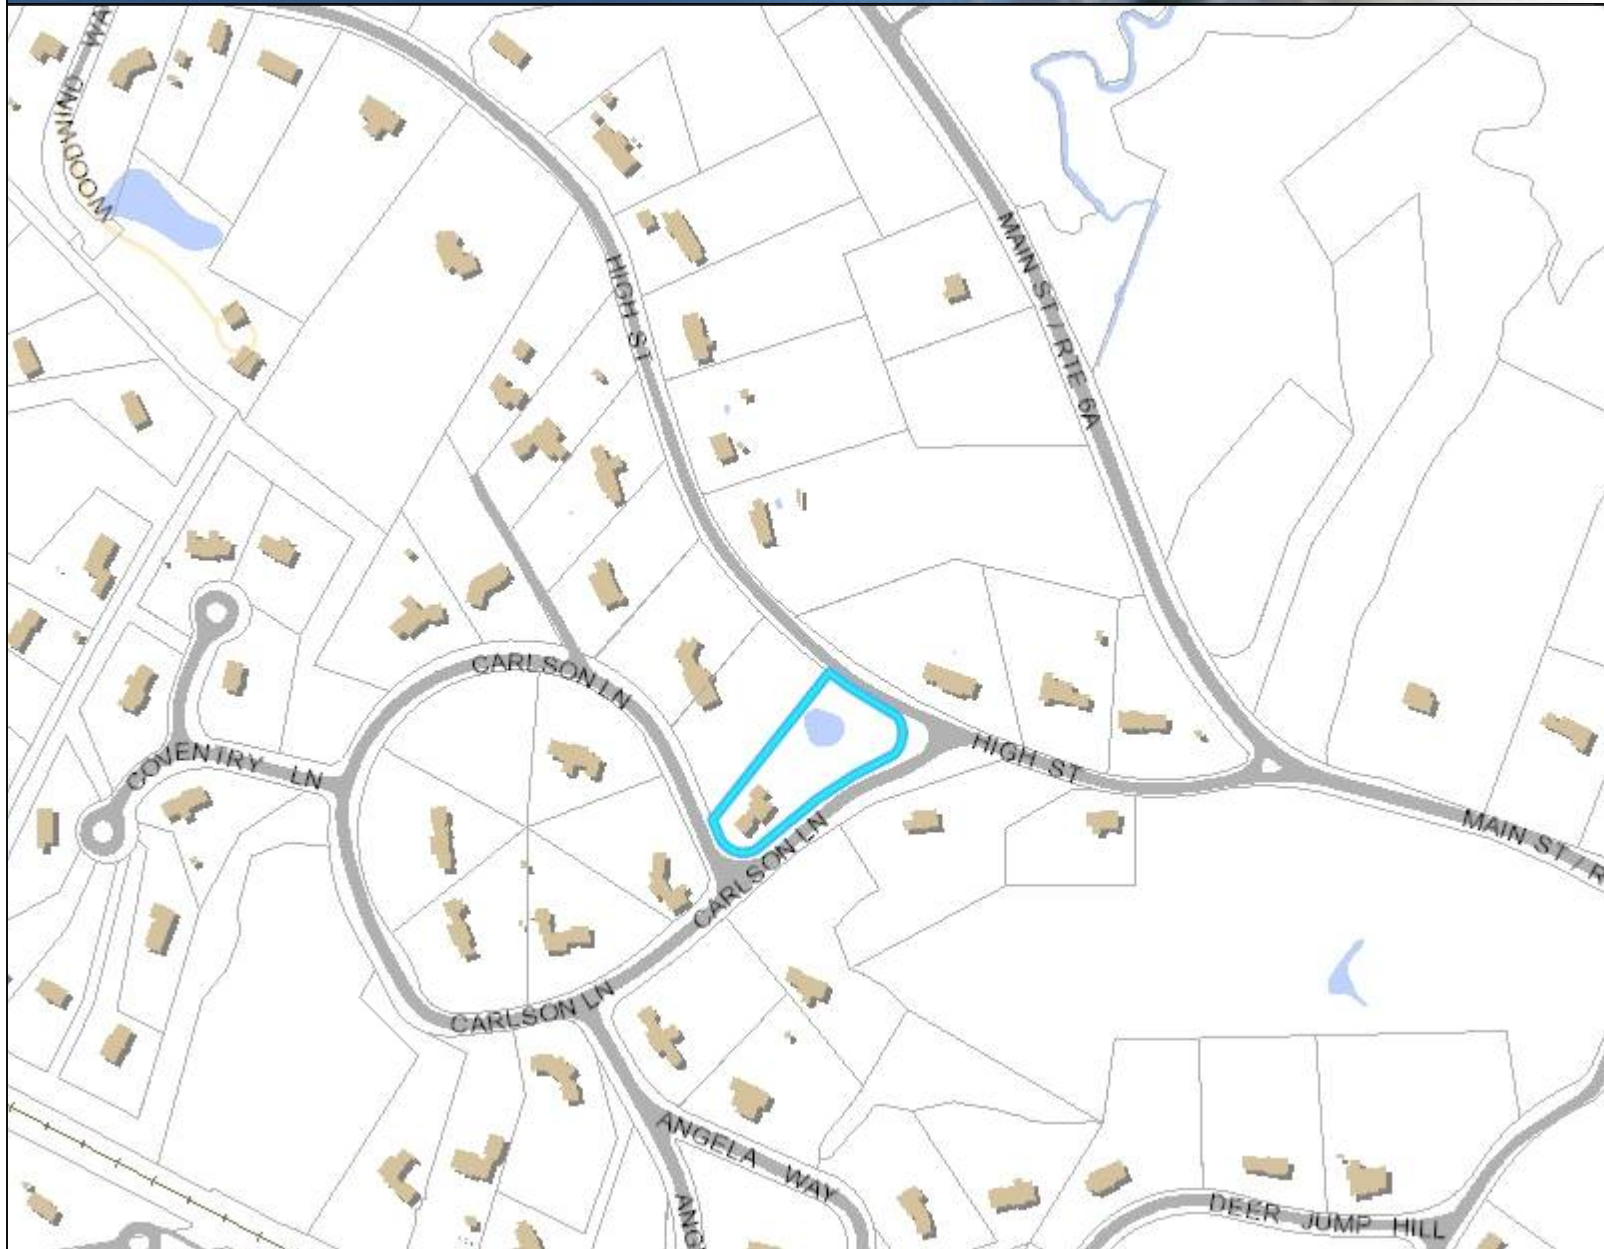 WOODWIND WA
HIGH ST
MAIN ST / RTE 6A
CARLSON LN
COVENTRY LN
HIGH ST
CARLSON LN
MAIN ST / R
CARLSON LN
ANGELA WAY
ANG
DEER JUMP HILL